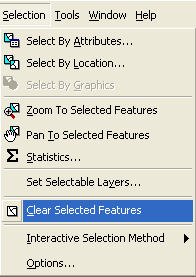 Selection Tools Window Help
Select By Attributes...
Select By Location...
Select By Graphics
Zoom To Selected Features
Pan To Selected Features
Statistics...
Set Selectable Layers...
Clear Selected Features
Interactive Selection Method
Options...